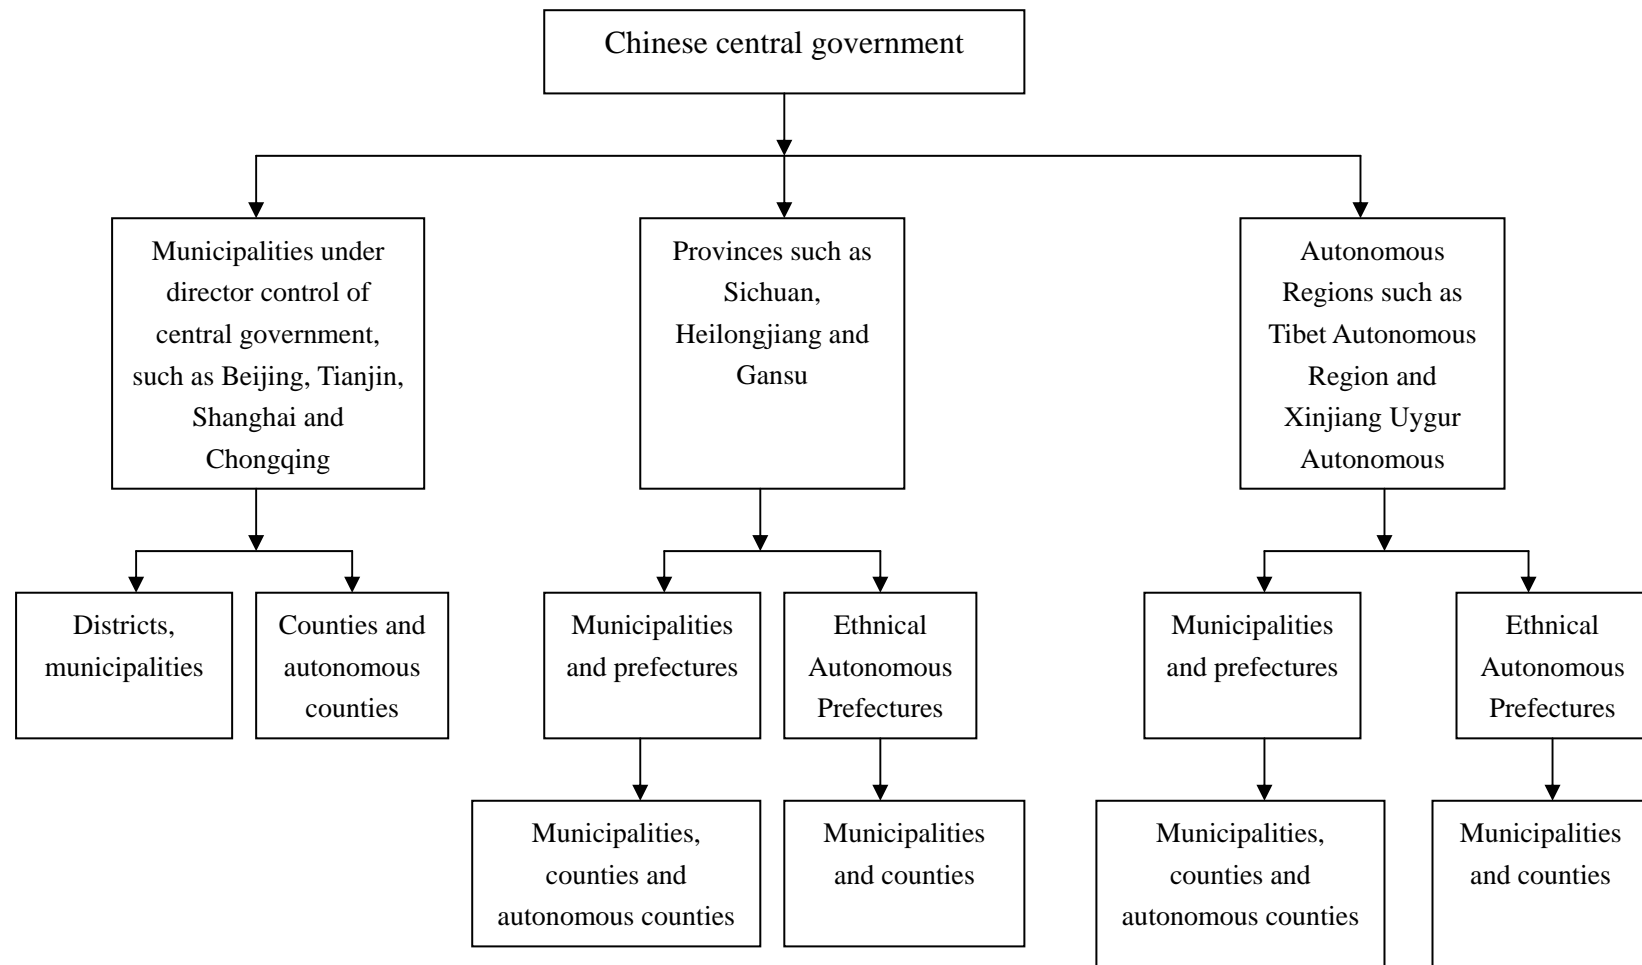 Chinese central government
Municipalities under
director control of
central government,
such as Beijing, Tianjin,
Shanghai and
Chongqing
Provinces such as
Sichuan,
Heilongjiang and
Gansu
Autonomous
Regions such as
Tibet Autonomous
Region and
Xinjiang Uygur
Autonomous
Districts,
municipalities
Counties and
autonomous
counties
Municipalities
and prefectures
Ethnical
Autonomous
Prefectures
Municipalities
and prefectures
Ethnical
Autonomous
Prefectures
Municipalities,
counties and
autonomous counties
Municipalities
and counties
Municipalities,
counties and
autonomous counties
Municipalities
and counties